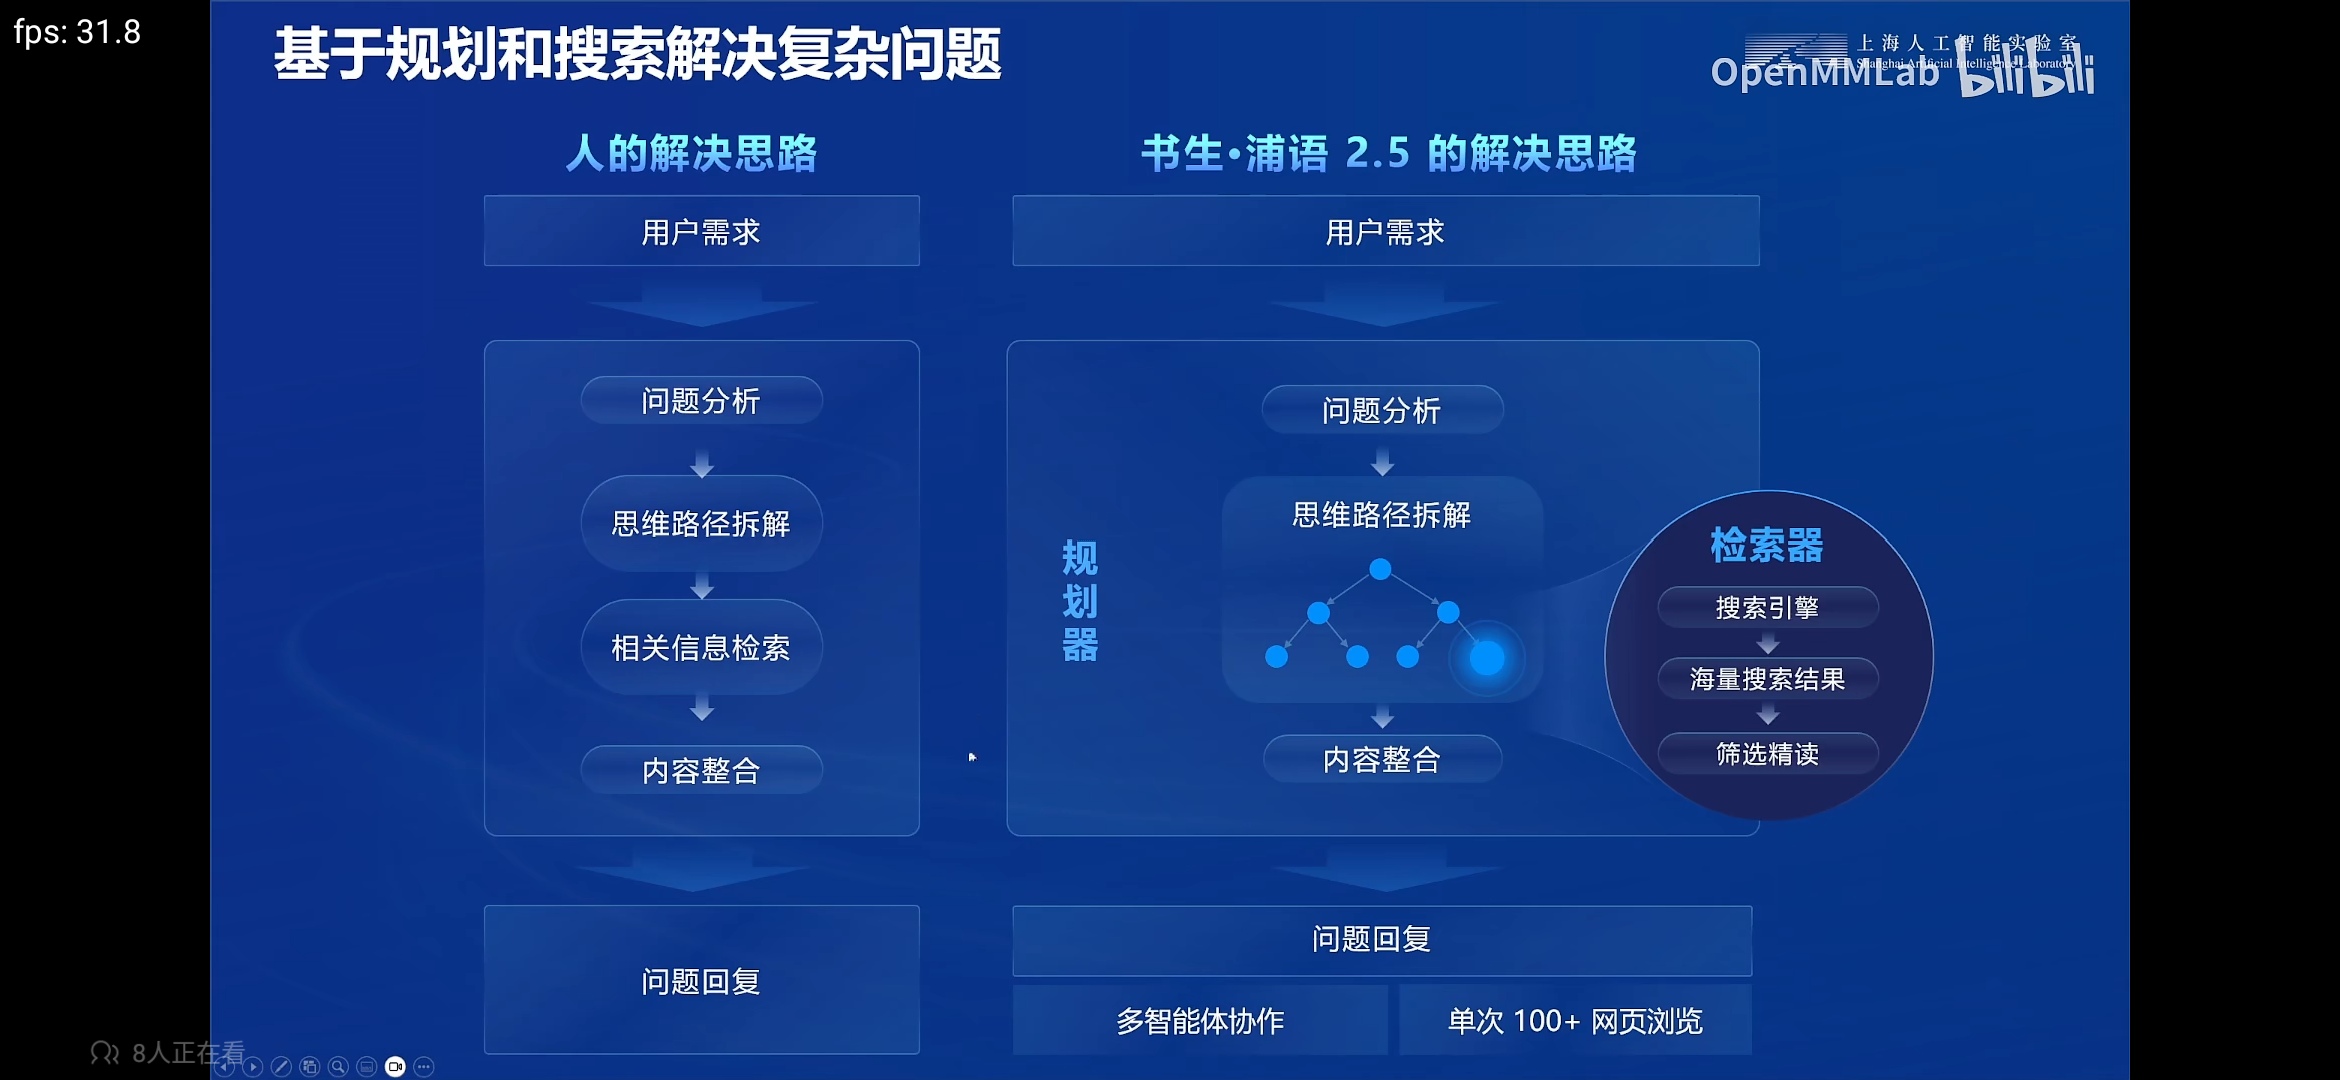 fps: 31.8
基于规划和搜索解决复杂问题
上海人工智能实验室
Shanghai Artificial Intelligence Laboratory
OpenMMLab bilibili
人的解决思路
用户需求
问题分析
思维路径拆解
相关信息检索
内容整合
问题回复
书生·浦语 2.5 的解决思路
用户需求
规划器
问题分析
思维路径拆解
内容整合
检索器
搜索引擎
海量搜索结果
筛选精读
问题回复
多智能体协作
单次 100+ 网页浏览
8人正在看